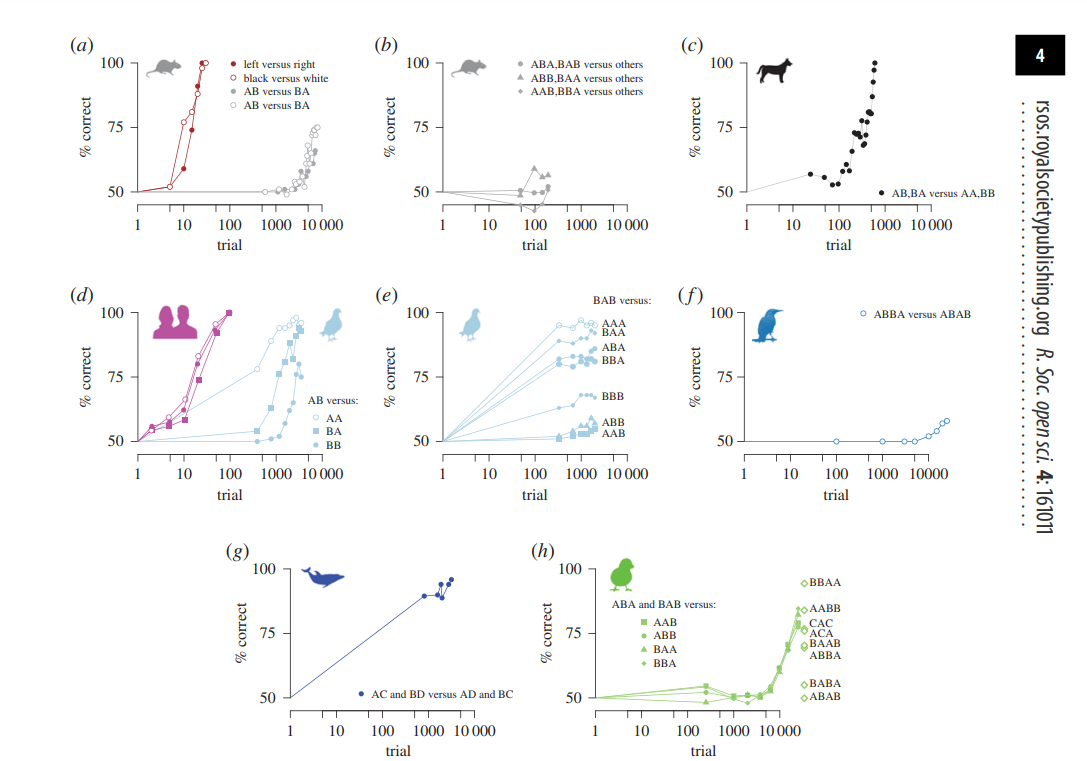 4
rsos.royalsocietypublishing.org R. Soc. open sci. 4: 161011
(a)
100
75
50
% correct
left versus right
black versus white
AB versus BA
AB versus BA
1 10 100 1000 10 000
trial
(b)
100
75
50
% correct
ABA,BAB versus others
ABB,BAA versus others
AAB,BBA versus others
1 10 100 1000 10 000
trial
(c)
100
75
50
% correct
AB,BA versus AA,BB
1 10 100 1000 10 000
trial
(d)
100
75
50
% correct
AB versus:
AA
BA
BB
1 10 100 1000 10 000
trial
(e)
100
75
50
% correct
BAB versus:
AAA
BAA
ABA
BBA
BBB
ABB
AAB
1 10 100 1000 10 000
trial
(f)
100
75
50
% correct
ABBA versus ABAB
1 10 100 1000 10 000
trial
(g)
100
75
50
% correct
AC and BD versus AD and BC
1 10 100 1000 10 000
trial
(h)
100
75
50
% correct
ABA and BAB versus:
AAB
ABB
BAA
BBA
BBAA
AABB
CAC
ACA
BAAB
ABBA
BABA
ABAB
1 10 100 1000 10 000
trial